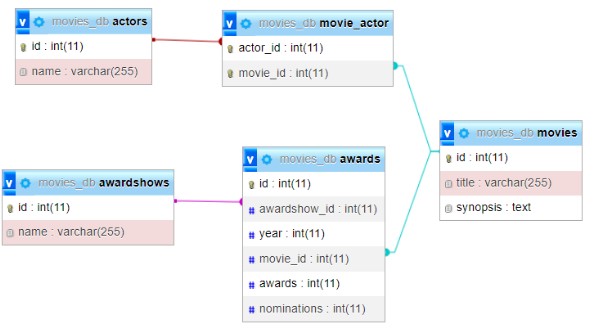 movies_db actors
id : int(11)
name : varchar(255)
movies_db movie_actor
actor_id : int(11)
movie_id : int(11)
movies_db movies
id : int(11)
title : varchar(255)
synopsis : text
movies_db awardshows
id : int(11)
name : varchar(255)
movies_db awards
id : int(11)
awardshow_id : int(11)
year : int(11)
movie_id : int(11)
awards : int(11)
nominations : int(11)